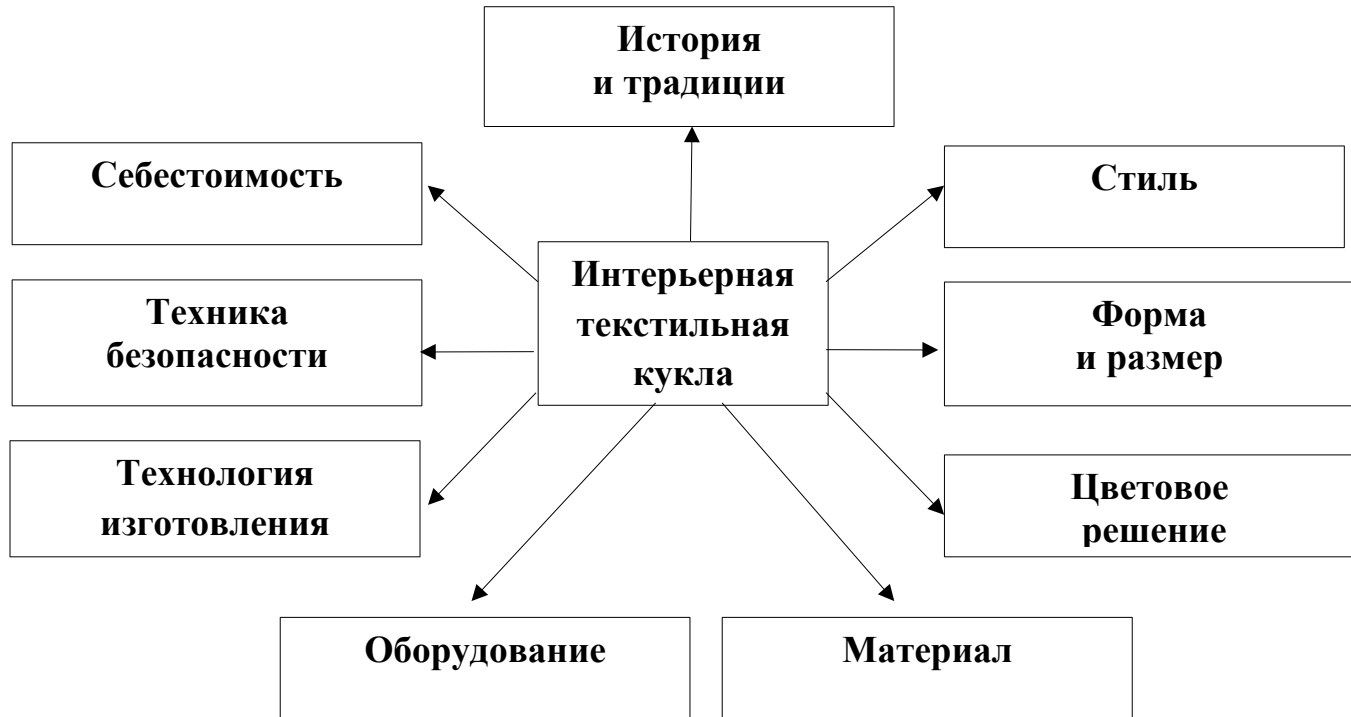 История
и традиции
Себестоимость
Стиль
Интерьерная
текстильная
кукла
Техника
безопасности
Форма
и размер
Технология
изготовления
Цветовое
решение
Оборудование
Материал